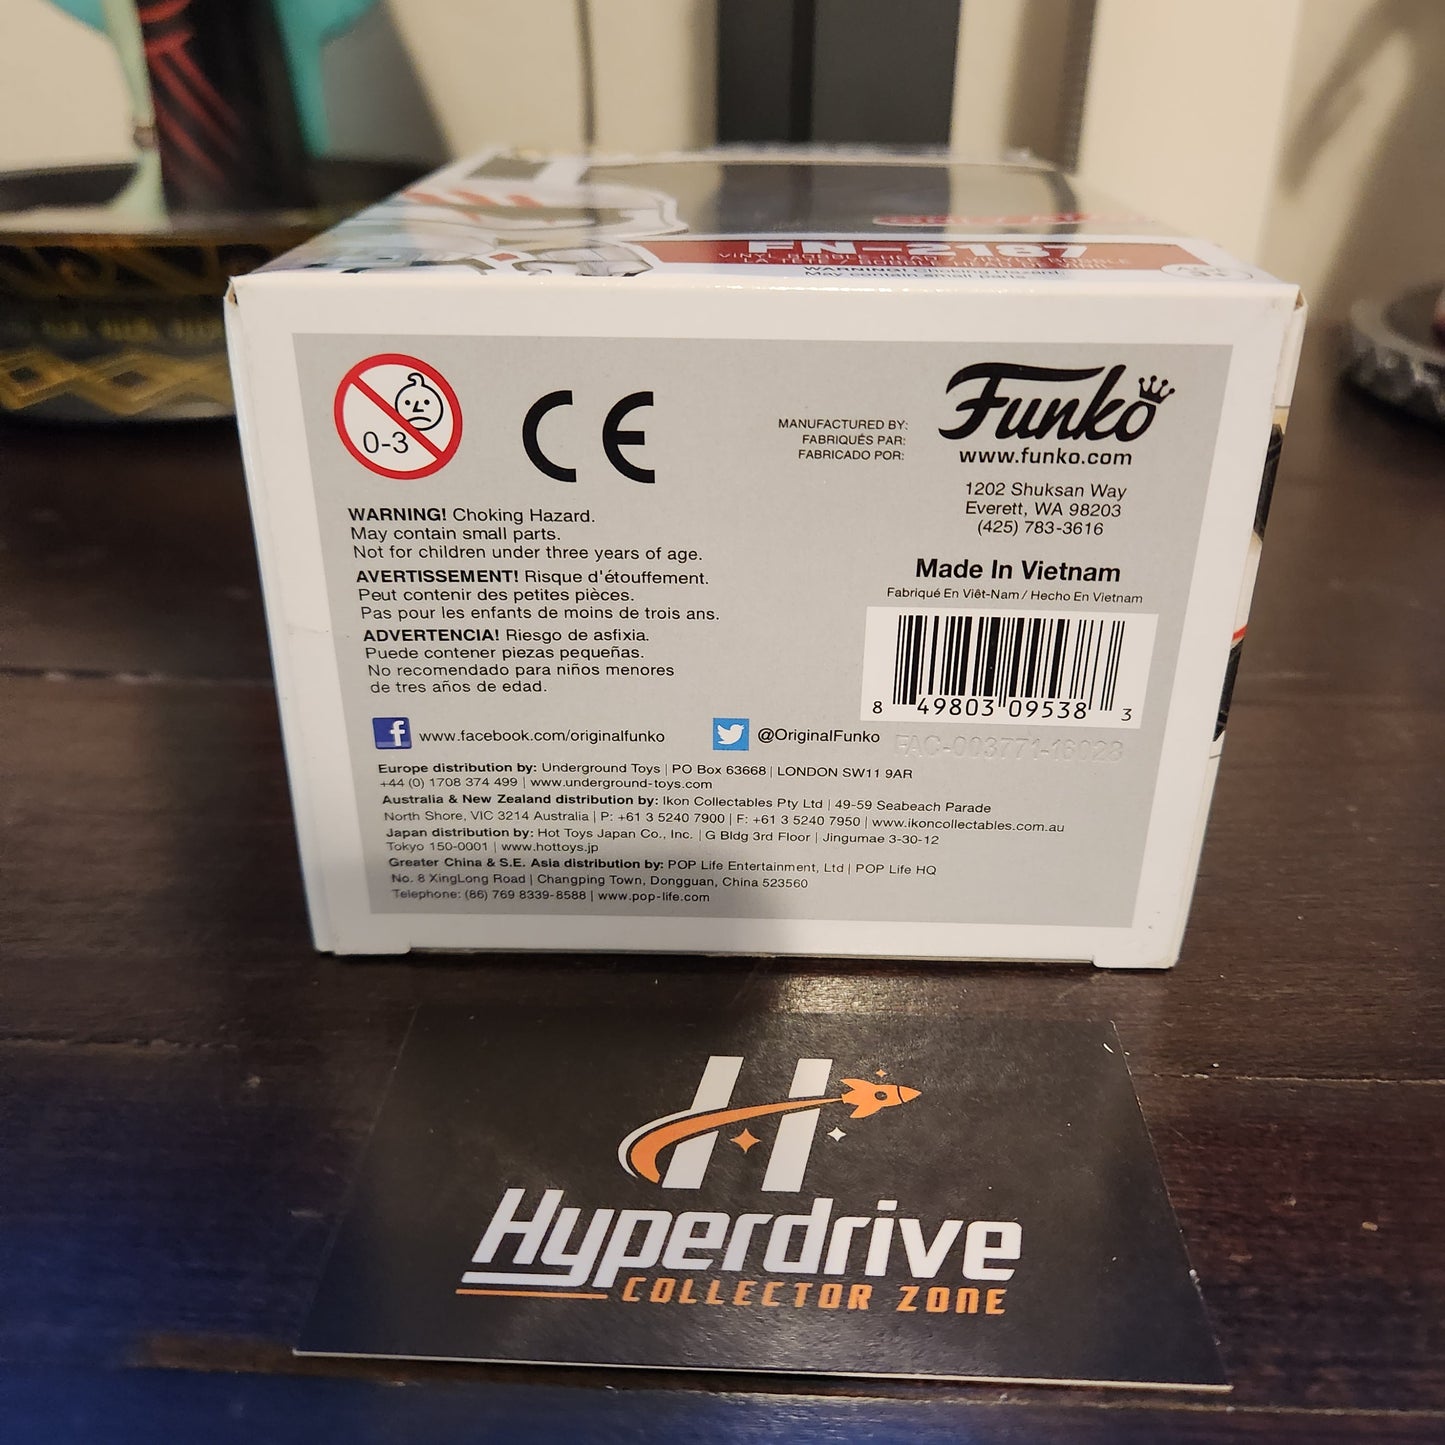 FN-2187
WARNING! Choking Hazard.
0-3
CE
MANUFACTURED BY:
FABRIQUÉS PAR:
FABRICADO POR:
Funko
www.funko.com
1202 Shuksan Way
Everett, WA 98203
(425) 783-3616
WARNING! Choking Hazard.
May contain small parts.
Not for children under three years of age.
AVERTISSEMENT! Risque d'étouffement.
Peut contenir des petites pièces.
Pas pour les enfants de moins de trois ans.
ADVERTENCIA! Riesgo de asfixia.
Puede contener piezas pequeñas.
No recomendado para niños menores
de tres años de edad.
Made In Vietnam
Fabriqué En Viêt-Nam / Hecho En Vietnam
8 49803 09538 3
f www.facebook.com/originalfunko
@OriginalFunko
FAC-003771-16023
Europe distribution by: Underground Toys | PO Box 63668 | LONDON SW11 9AR
+44 (0) 1708 374 499 | www.underground-toys.com
Australia & New Zealand distribution by: Ikon Collectables Pty Ltd | 49-59 Seabeach Parade
North Shore, VIC 3214 Australia | P: +61 3 5240 7900 | F: +61 3 5240 7950 | www.ikoncollectables.com.au
Japan distribution by: Hot Toys Japan Co., Inc. | G Bldg 3rd Floor | Jingumae 3-30-12
Tokyo 150-0001 | www.hottoys.jp
Greater China & S.E. Asia distribution by: POP Life Entertainment, Ltd | POP Life HQ
No. 8 XingLong Road | Changping Town, Dongguan, China 523560
Telephone: (86) 769 8339-8588 | www.pop-life.com
H
Hyperdrive
COLLECTOR ZONE